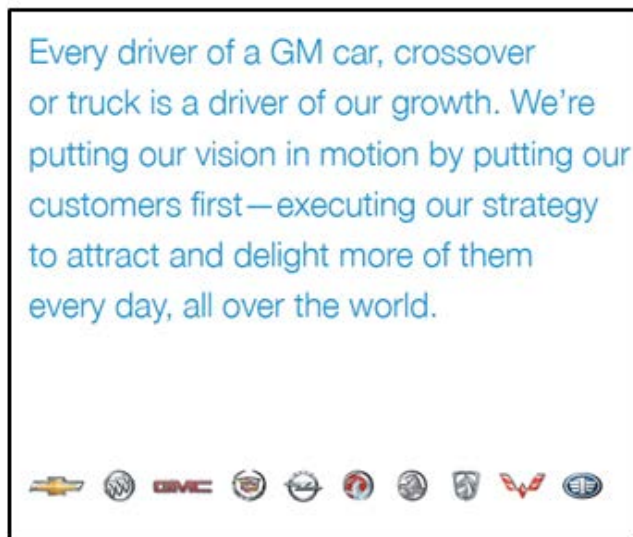 Every driver of a GM car, crossover
or truck is a driver of our growth. We’re
putting our vision in motion by putting our
customers first—executing our strategy
to attract and delight more of them
every day, all over the world.
GMC